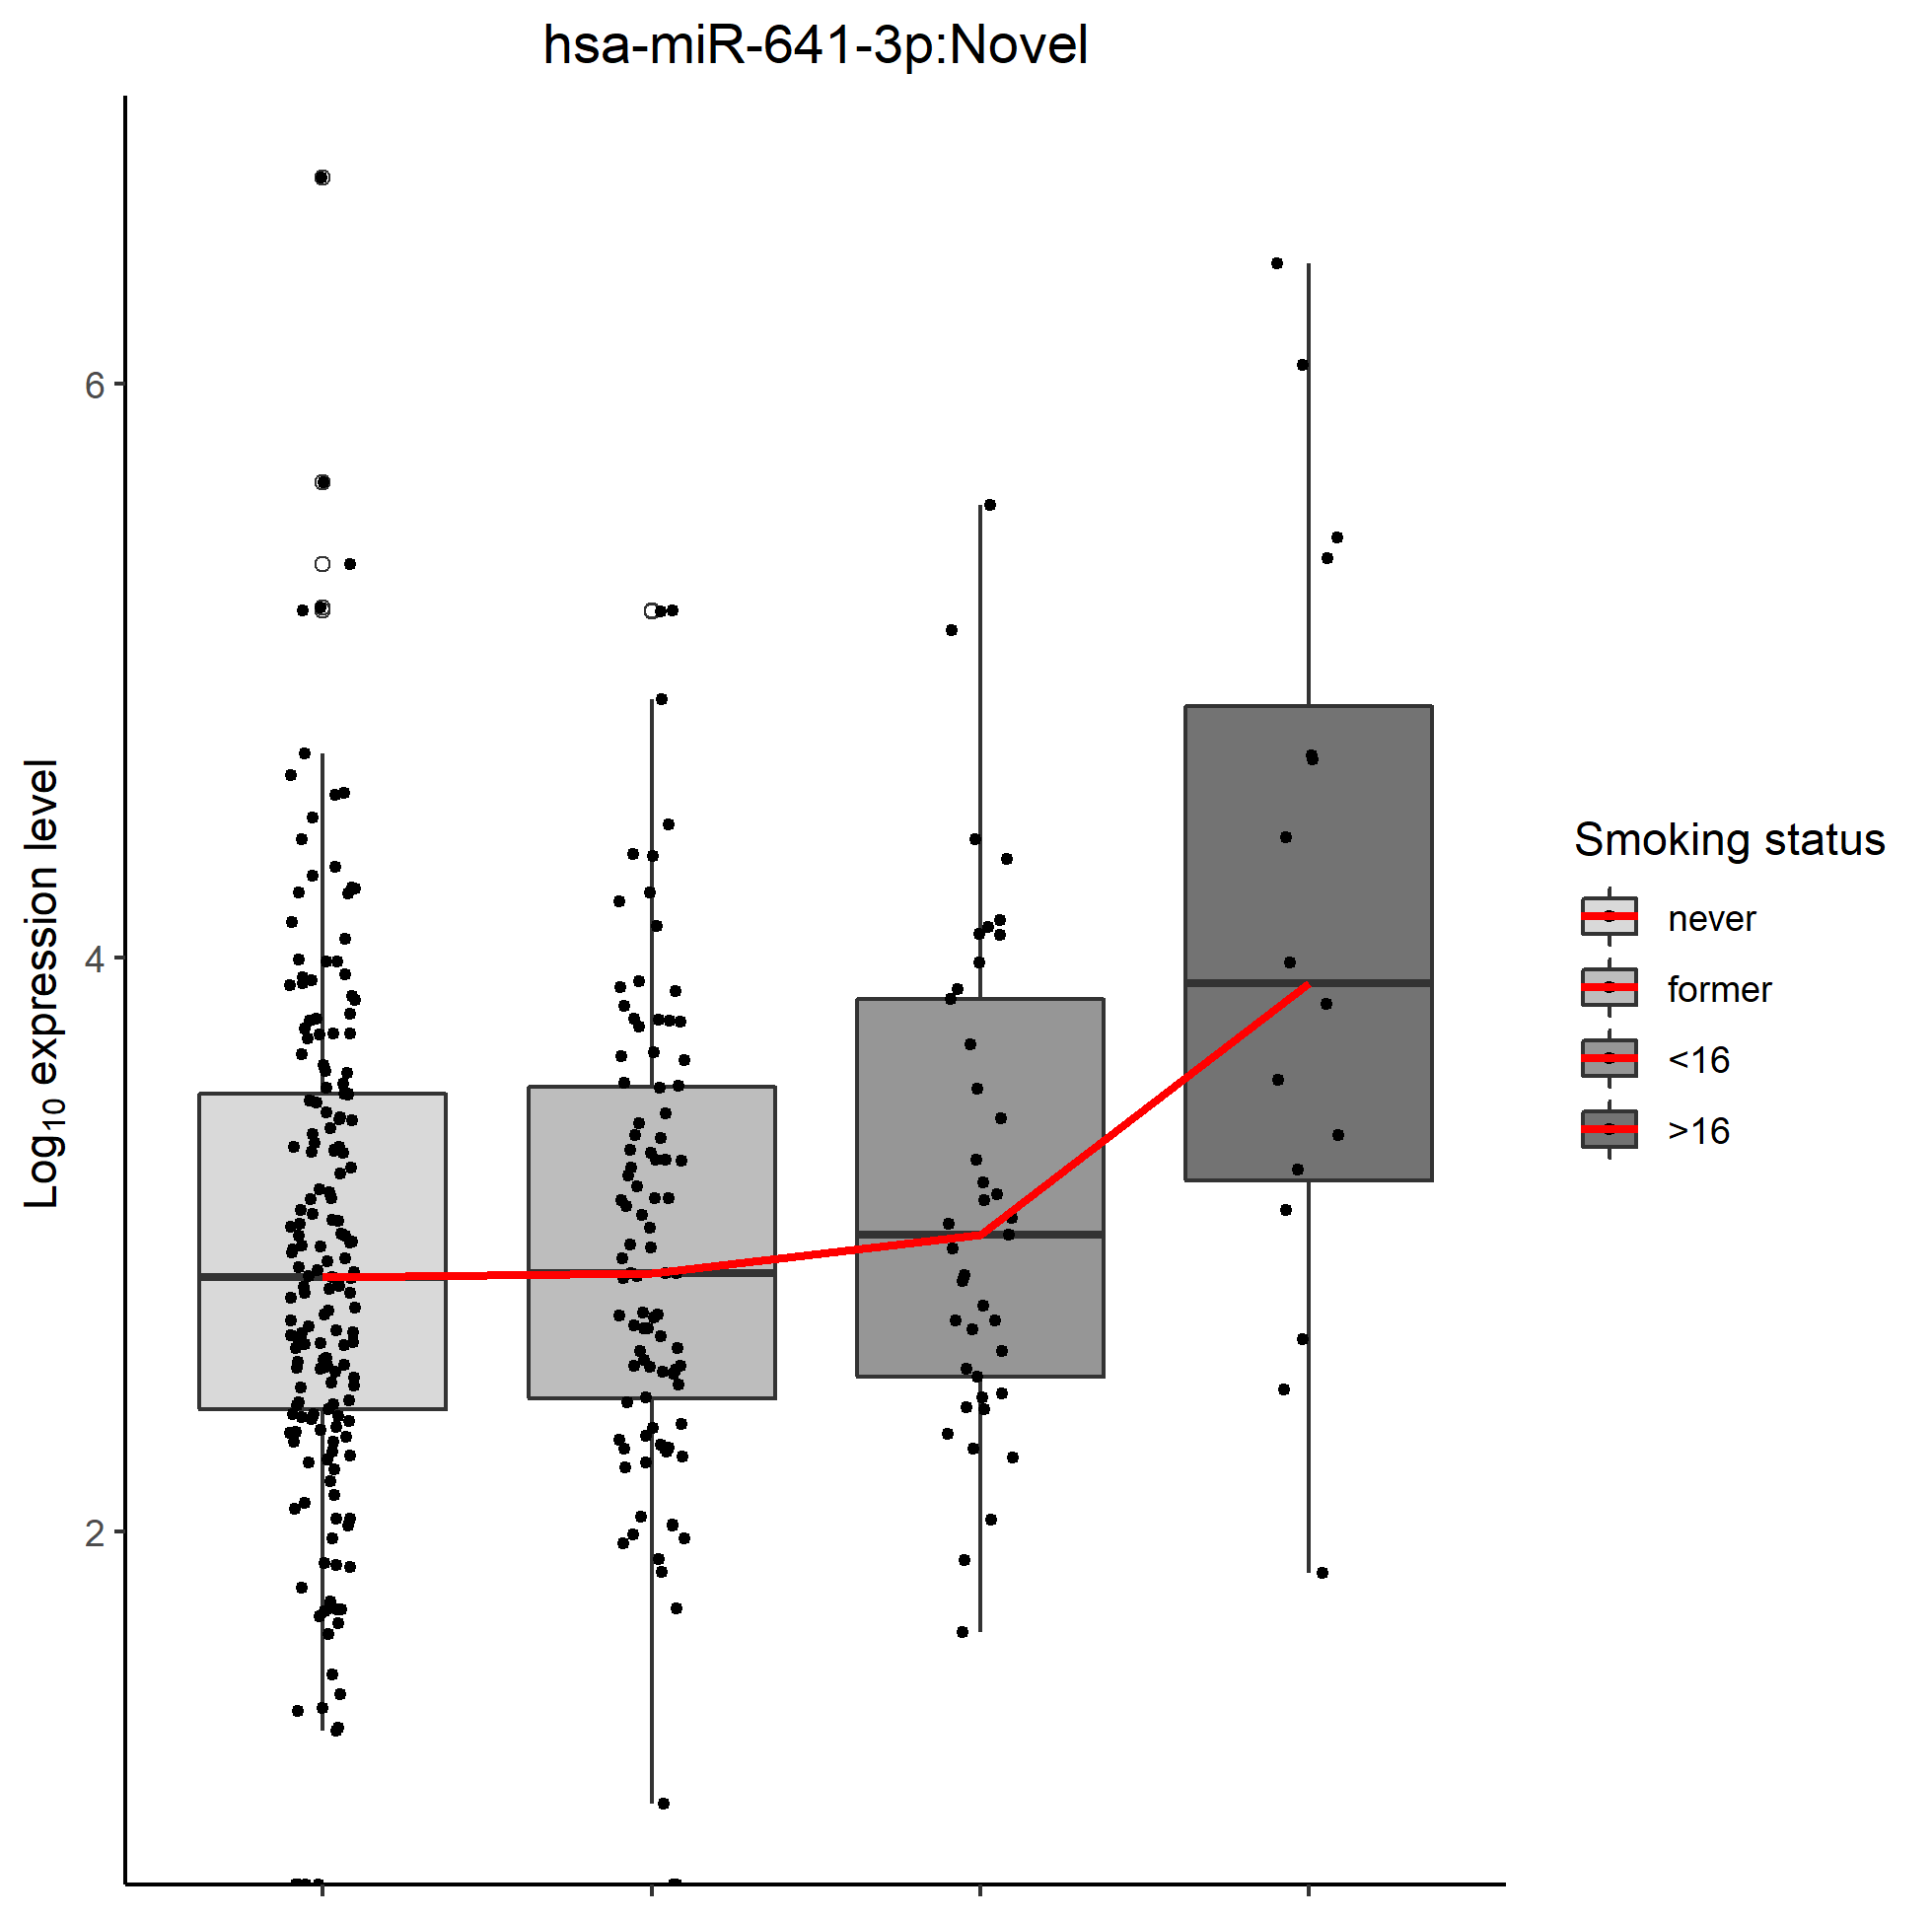 hsa-miR-641-3p:Novel
Log10 expression level
6
4
2
Smoking status
never
former
<16
>16